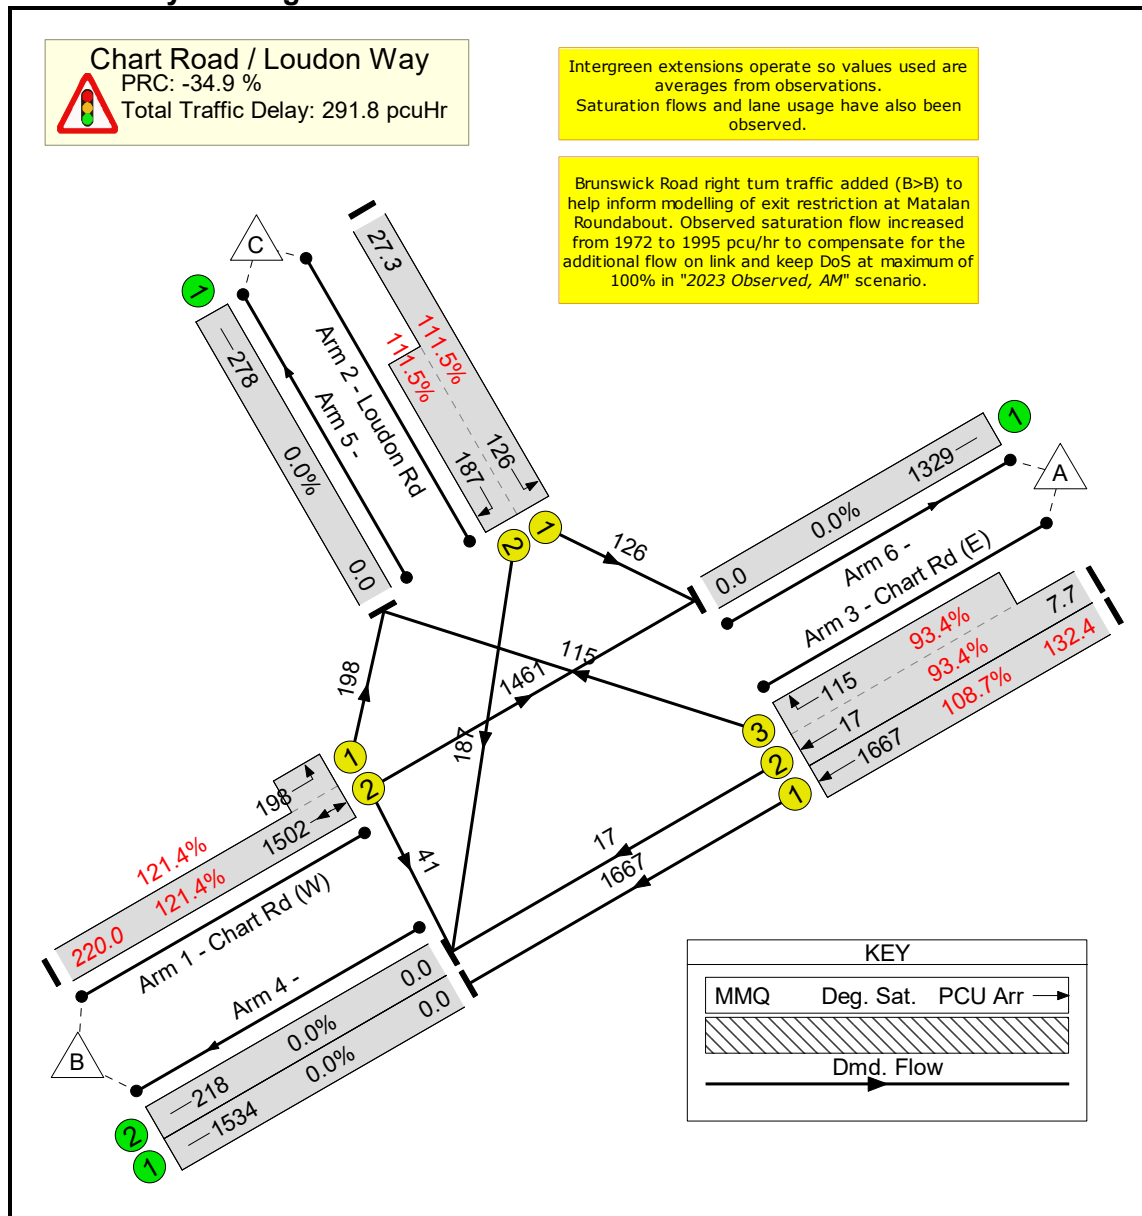 Chart Road / Loudon Way
PRC: -34.9 %
Total Traffic Delay: 291.8 pcuHr
Intergreen extensions operate so values used are
averages from observations.
Saturation flows and lane usage have also been
observed.
Brunswick Road right turn traffic added (B>B) to
help inform modelling of exit restriction at Matalan
Roundabout. Observed saturation flow increased
from 1972 to 1995 pcu/hr to compensate for the
additional flow on link and keep DoS at maximum of
100% in "2023 Observed, AM" scenario.
C
1
278
0.0%
0.0
Arm 5 -
Arm 2 - Loudon Rd
27.3
111.5%
111.5%
126
187
2
1
126
1
A
1329
0.0%
0.0
Arm 6 -
Arm 3 - Chart Rd (E)
93.4%
115
7.7
93.4%
17
132.4
108.7%
1667
3
2
1
115
198
1461
187
17
1667
41
1
2
198
1502
121.4%
121.4%
220.0
Arm 1 - Chart Rd (W)
Arm 4 -
B
0.0
0.0%
218
0.0
0.0%
1534
2
1
KEY
MMQ Deg. Sat. PCU Arr
Dmd. Flow